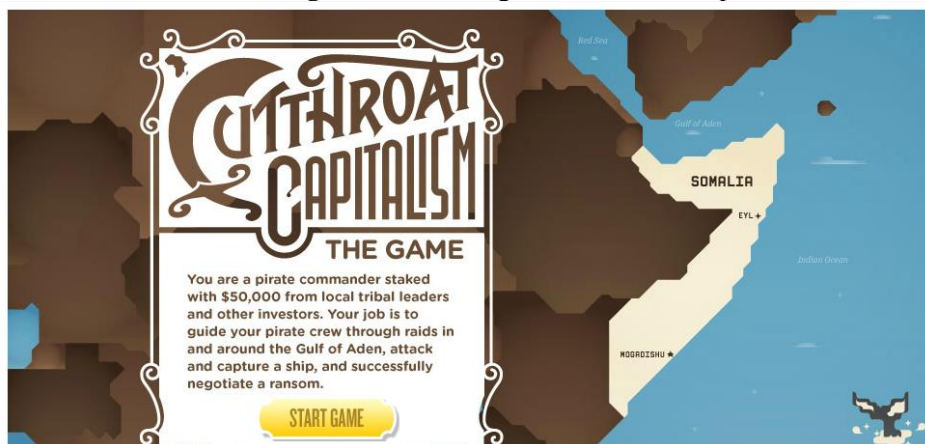 CUTTHROAT
CAPITALISM
THE GAME
You are a pirate commander staked
with $50,000 from local tribal leaders
and other investors. Your job is to
guide your pirate crew through raids in
and around the Gulf of Aden, attack
and capture a ship, and successfully
negotiate a ransom.
START GAME
Red Sea
Gulf of Aden
SOMALIA
EYL
Indian Ocean
MOGADISHU